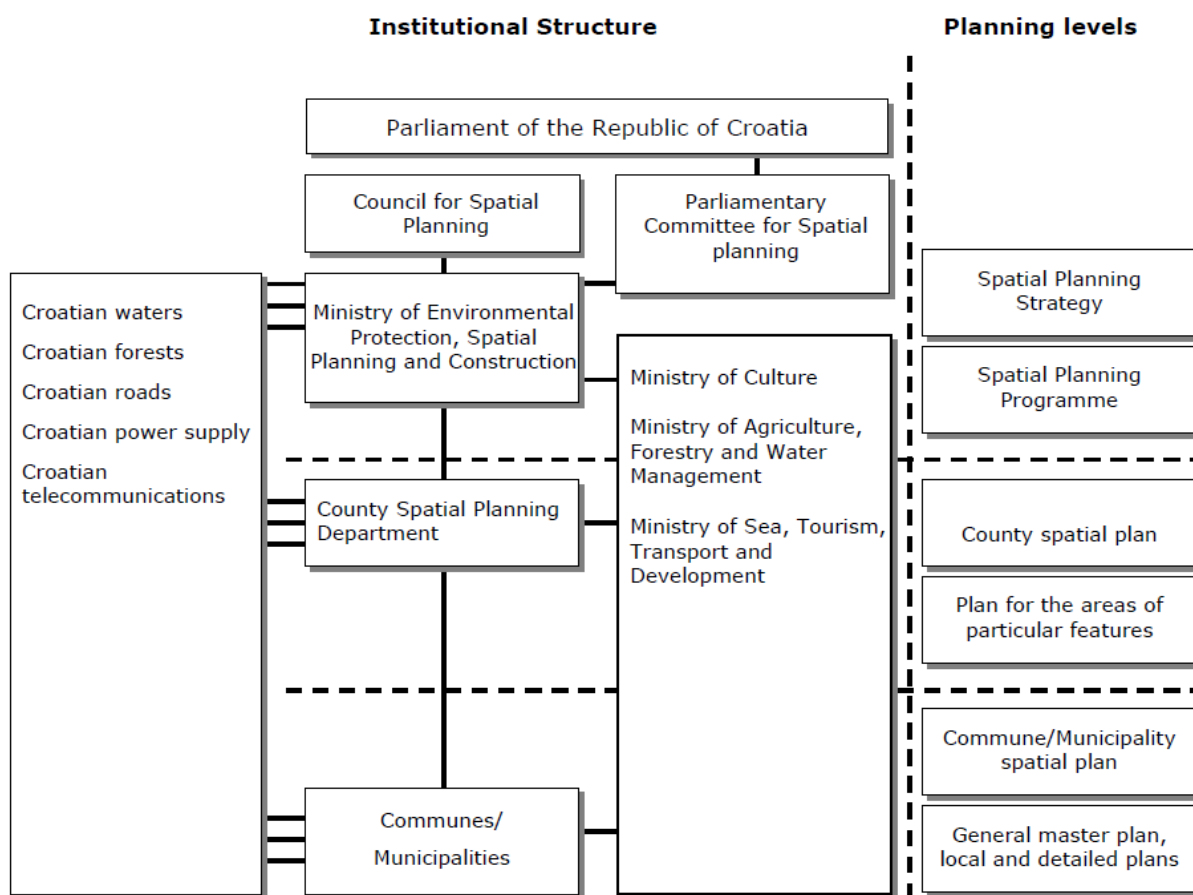 Institutional Structure
Planning levels
Parliament of the Republic of Croatia
Council for Spatial
Planning
Parliamentary
Committee for Spatial
planning
Croatian waters
Croatian forests
Croatian roads
Croatian power supply
Croatian
telecommunications
Ministry of Environmental
Protection, Spatial
Planning and Construction
Ministry of Culture
Ministry of Agriculture,
Forestry and Water
Management
Ministry of Sea, Tourism,
Transport and
Development
County Spatial Planning
Department
Communes/
Municipalities
Spatial Planning
Strategy
Spatial Planning
Programme
County spatial plan
Plan for the areas of
particular features
Commune/Municipality
spatial plan
General master plan,
local and detailed plans